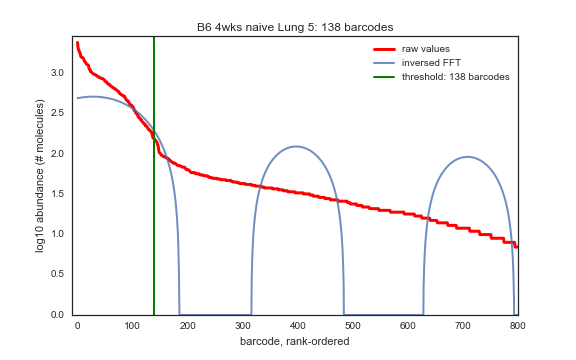 B6 4wks naive Lung 5: 138 barcodes
raw values
inversed FFT
threshold: 138 barcodes
log10 abundance (# molecules)
3.0
2.5
2.0
1.5
1.0
0.5
0.0
0 100 200 300 400 500 600 700 800
barcode, rank-ordered